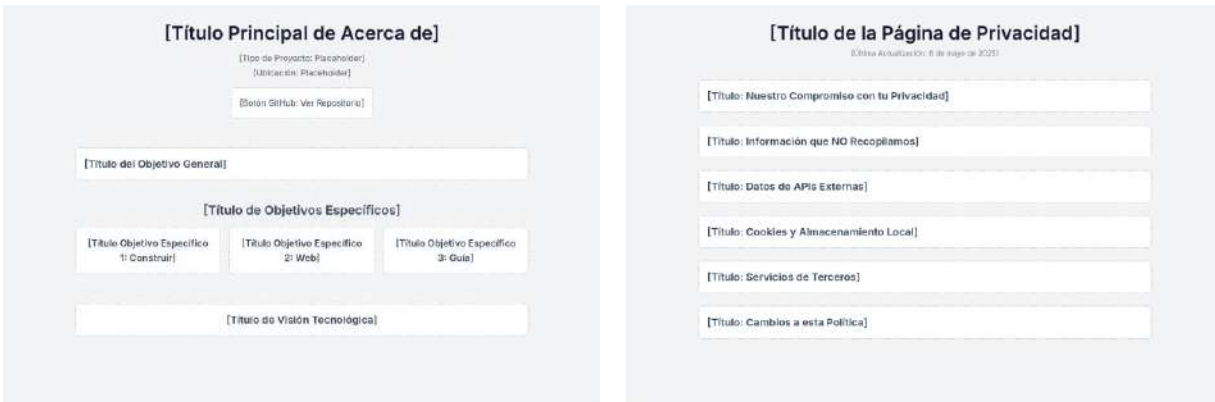 [Título Principal de Acerca de]
[Tipo de Proyecto: Placeholder]
[Ubicación: Placeholder]
[Botón GitHub: Ver Repositorio]
[Título del Objetivo General]
[Título de Objetivos Específicos]
[Título Objetivo Específico
1: Construir]
[Título Objetivo Específico
2: Web]
[Título Objetivo Específico
3: Guía]
[Título de Visión Tecnológica]
[Título de la Página de Privacidad]
[Última Actualización: 6 de mayo de 2025]
[Título: Nuestro Compromiso con tu Privacidad]
[Título: Información que NO Recopilamos]
[Título: Datos de APIs Externas]
[Título: Cookies y Almacenamiento Local]
[Título: Servicios de Terceros]
[Título: Cambios a esta Política]